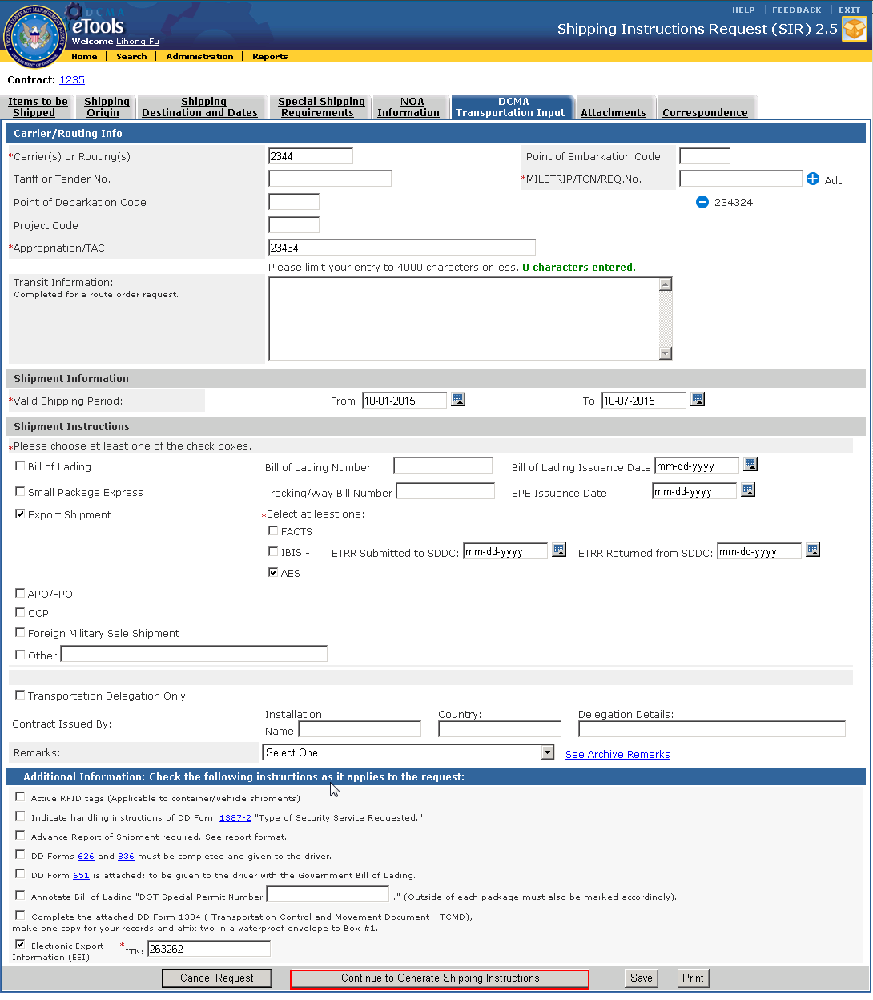 HELP FEEDBACK EXIT
DCMA
eTools
Welcome Lihong Fu
Shipping Instructions Request (SIR) 2.5
DEFENSE CONTRACT MANAGEMENT AGENCY
DEPARTMENT OF DEFENSE
Home Search Administration Reports
Contract: 1235
Items to be Shipped
Shipping Origin
Shipping Destination and Dates
Special Shipping Requirements
NOA Information
DCMA Transportation Input
Attachments
Correspondence
Carrier/Routing Info
*Carrier(s) or Routing(s) 2344 Point of Embarkation Code
Tariff or Tender No. *MILSTRIP/TCN/REQ.No. Add
Point of Debarkation Code 234324
Project Code
*Appropriation/TAC 23434
Please limit your entry to 4000 characters or less. 0 characters entered.
Transit Information:
Completed for a route order request.
Shipment Information
*Valid Shipping Period: From 10-01-2015 To 10-07-2015
Shipment Instructions
*Please choose at least one of the check boxes.
Bill of Lading Bill of Lading Number Bill of Lading Issuance Date mm-dd-yyyy
Small Package Express Tracking/Way Bill Number SPE Issuance Date mm-dd-yyyy
Export Shipment *Select at least one:
FACTS
IBIS - ETRR Submitted to SDDC: mm-dd-yyyy ETRR Returned from SDDC: mm-dd-yyyy
AES
APO/FPO
CCP
Foreign Military Sale Shipment
Other
Transportation Delegation Only
Contract Issued By: Installation Name: Country: Delegation Details:
Remarks: Select One See Archive Remarks
Additional Information: Check the following instructions as it applies to the request:
Active RFID tags (Applicable to container/vehicle shipments)
Indicate handling instructions of DD Form 1387-2 "Type of Security Service Requested."
Advance Report of Shipment required. See report format.
DD Forms 626 and 836 must be completed and given to the driver.
DD Form 651 is attached; to be given to the driver with the Government Bill of Lading.
Annotate Bill of Lading "DOT Special Permit Number ." (Outside of each package must also be marked accordingly).
Complete the attached DD Form 1384 ( Transportation Control and Movement Document - TCMD),
make one copy for your records and affix two in a waterproof envelope to Box #1.
Electronic Export
Information (EEI). *ITN: 263262
Cancel Request Continue to Generate Shipping Instructions Save Print